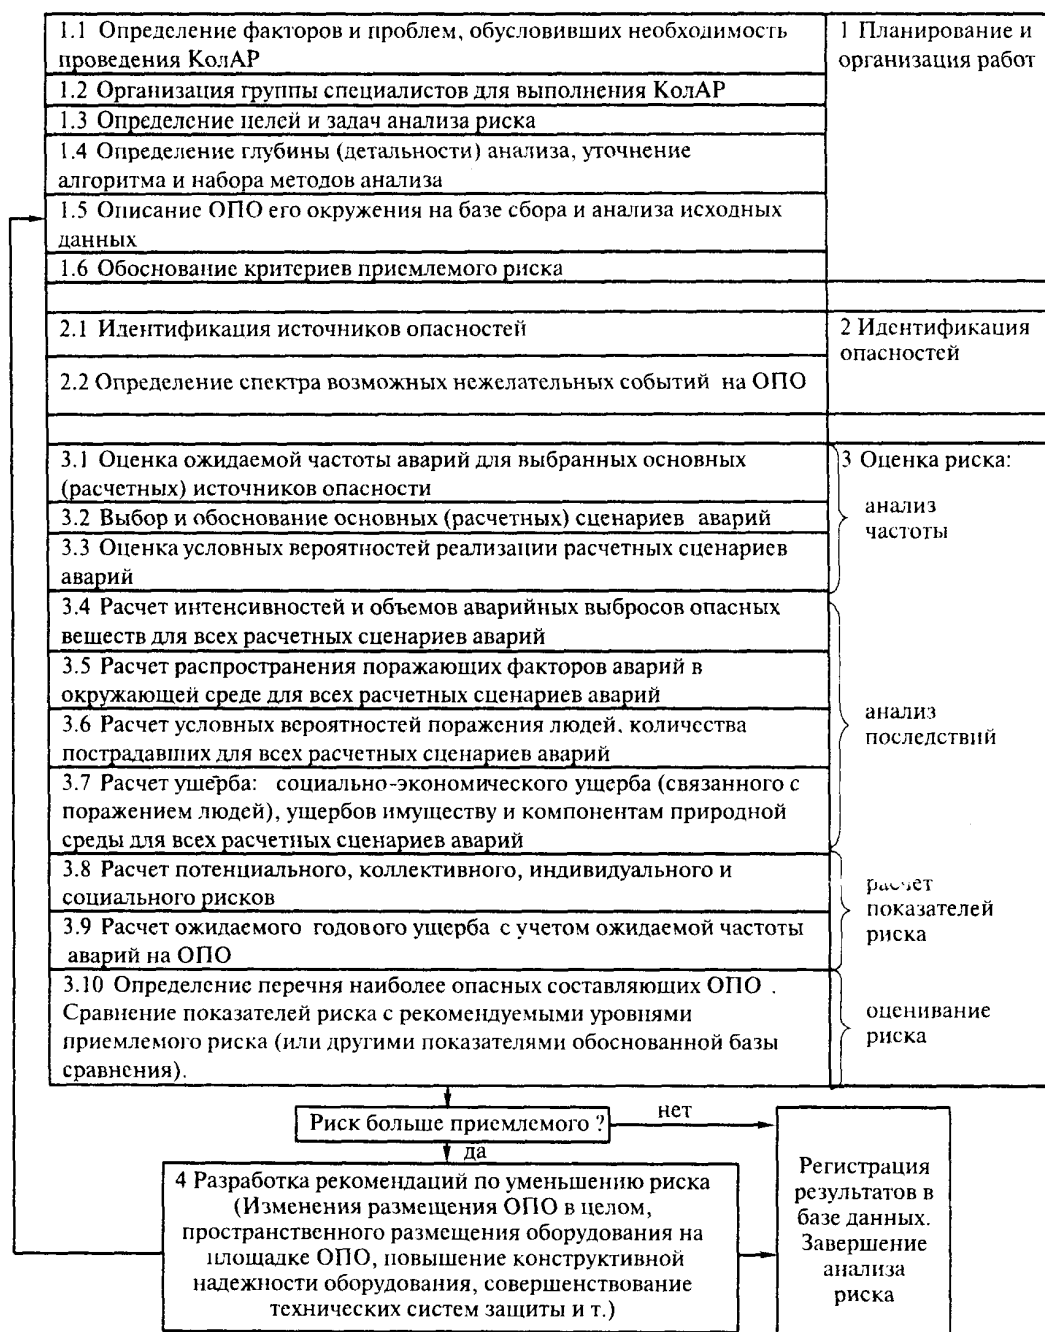 1.1 Определение факторов и проблем, обусловивших необходимость
проведения КолАР
1 Планирование и
организация работ
1.2 Организация группы специалистов для выполнения КолАР
1.3 Определение целей и задач анализа риска
1.4 Определение глубины (детальности) анализа, уточнение
алгоритма и набора методов анализа
1.5 Описание ОПО его окружения на базе сбора и анализа исходных
данных
1.6 Обоснование критериев приемлемого риска
2.1 Идентификация источников опасностей
2 Идентификация
опасностей
2.2 Определение спектра возможных нежелательных событий на ОПО
3.1 Оценка ожидаемой частоты аварий для выбранных основных
(расчетных) источников опасности
3 Оценка риска:
анализ
частоты
3.2 Выбор и обоснование основных (расчетных) сценариев аварий
3.3 Оценка условных вероятностей реализации расчетных сценариев
аварий
3.4 Расчет интенсивностей и объемов аварийных выбросов опасных
веществ для всех расчетных сценариев аварий
3.5 Расчет распространения поражающих факторов аварий в
окружающей среде для всех расчетных сценариев аварий
анализ
последствий
3.6 Расчет условных вероятностей поражения людей, количества
пострадавших для всех расчетных сценариев аварий
3.7 Расчет ущерба: социально-экономического ущерба (связанного с
поражением людей), ущербов имуществу и компонентам природной
среды для всех расчетных сценариев аварий
3.8 Расчет потенциального, коллективного, индивидуального и
социального рисков
расчет
показателей
риска
3.9 Расчет ожидаемого годового ущерба с учетом ожидаемой частоты
аварий на ОПО
3.10 Определение перечня наиболее опасных составляющих ОПО .
Сравнение показателей риска с рекомендуемыми уровнями
приемлемого риска (или другими показателями обоснованной базы
сравнения).
оценивание
риска
Риск больше приемлемого ?
нет
да
4 Разработка рекомендаций по уменьшению риска
(Изменения размещения ОПО в целом,
пространственного размещения оборудования на
площадке ОПО, повышение конструктивной
надежности оборудования, совершенствование
технических систем защиты и т.)
Регистрация
результатов в
базе данных.
Завершение
анализа
риска